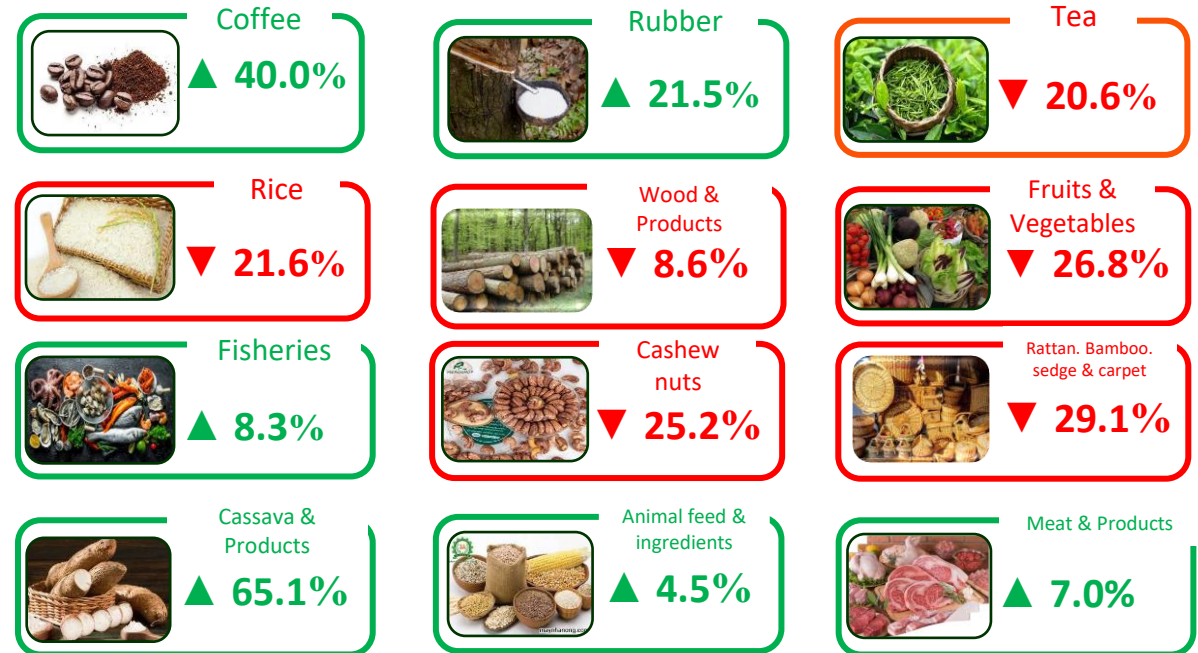 Coffee
▲ 40.0%
Rubber
▲ 21.5%
Tea
▼ 20.6%
Rice
▼ 21.6%
Wood &
Products
▼ 8.6%
Fruits &
Vegetables
▼ 26.8%
Fisheries
▲ 8.3%
Cashew
nuts
▼ 25.2%
Rattan. Bamboo.
sedge & carpet
▼ 29.1%
Cassava &
Products
▲ 65.1%
Animal feed &
ingredients
▲ 4.5%
Meat & Products
▲ 7.0%